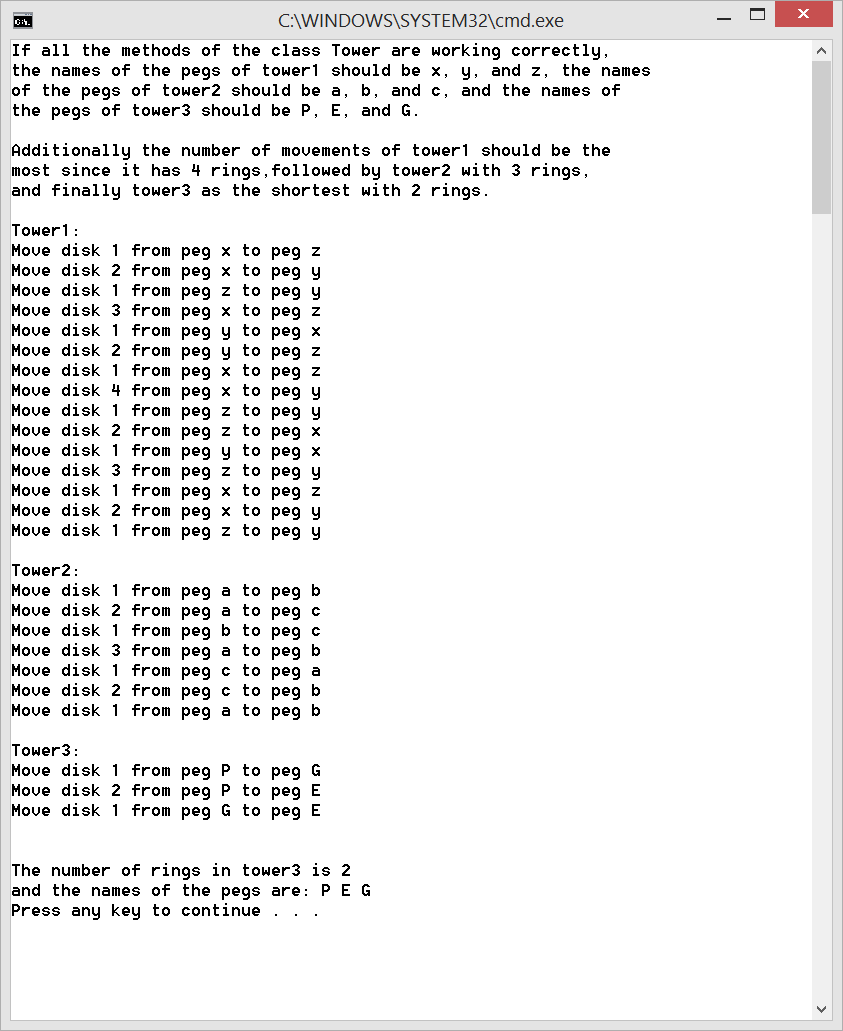 C:\WINDOWS\SYSTEM32\cmd.exe
If all the methods of the class Tower are working correctly,
the names of the pegs of tower1 should be x, y, and z, the names
of the pegs of tower2 should be a, b, and c, and the names of
the pegs of tower3 should be P, E, and G.
Additionally the number of movements of tower1 should be the
most since it has 4 rings,followed by tower2 with 3 rings,
and finally tower3 as the shortest with 2 rings.
Tower1:
Move disk 1 from peg x to peg z
Move disk 2 from peg x to peg y
Move disk 1 from peg z to peg y
Move disk 3 from peg x to peg z
Move disk 1 from peg y to peg x
Move disk 2 from peg y to peg z
Move disk 1 from peg x to peg z
Move disk 4 from peg x to peg y
Move disk 1 from peg z to peg y
Move disk 2 from peg z to peg x
Move disk 1 from peg y to peg x
Move disk 3 from peg z to peg y
Move disk 1 from peg x to peg z
Move disk 2 from peg x to peg y
Move disk 1 from peg z to peg y
Tower2:
Move disk 1 from peg a to peg b
Move disk 2 from peg a to peg c
Move disk 1 from peg b to peg c
Move disk 3 from peg a to peg b
Move disk 1 from peg c to peg a
Move disk 2 from peg c to peg b
Move disk 1 from peg a to peg b
Tower3:
Move disk 1 from peg P to peg G
Move disk 2 from peg P to peg E
Move disk 1 from peg G to peg E
The number of rings in tower3 is 2
and the names of the pegs are: P E G
Press any key to continue . . .